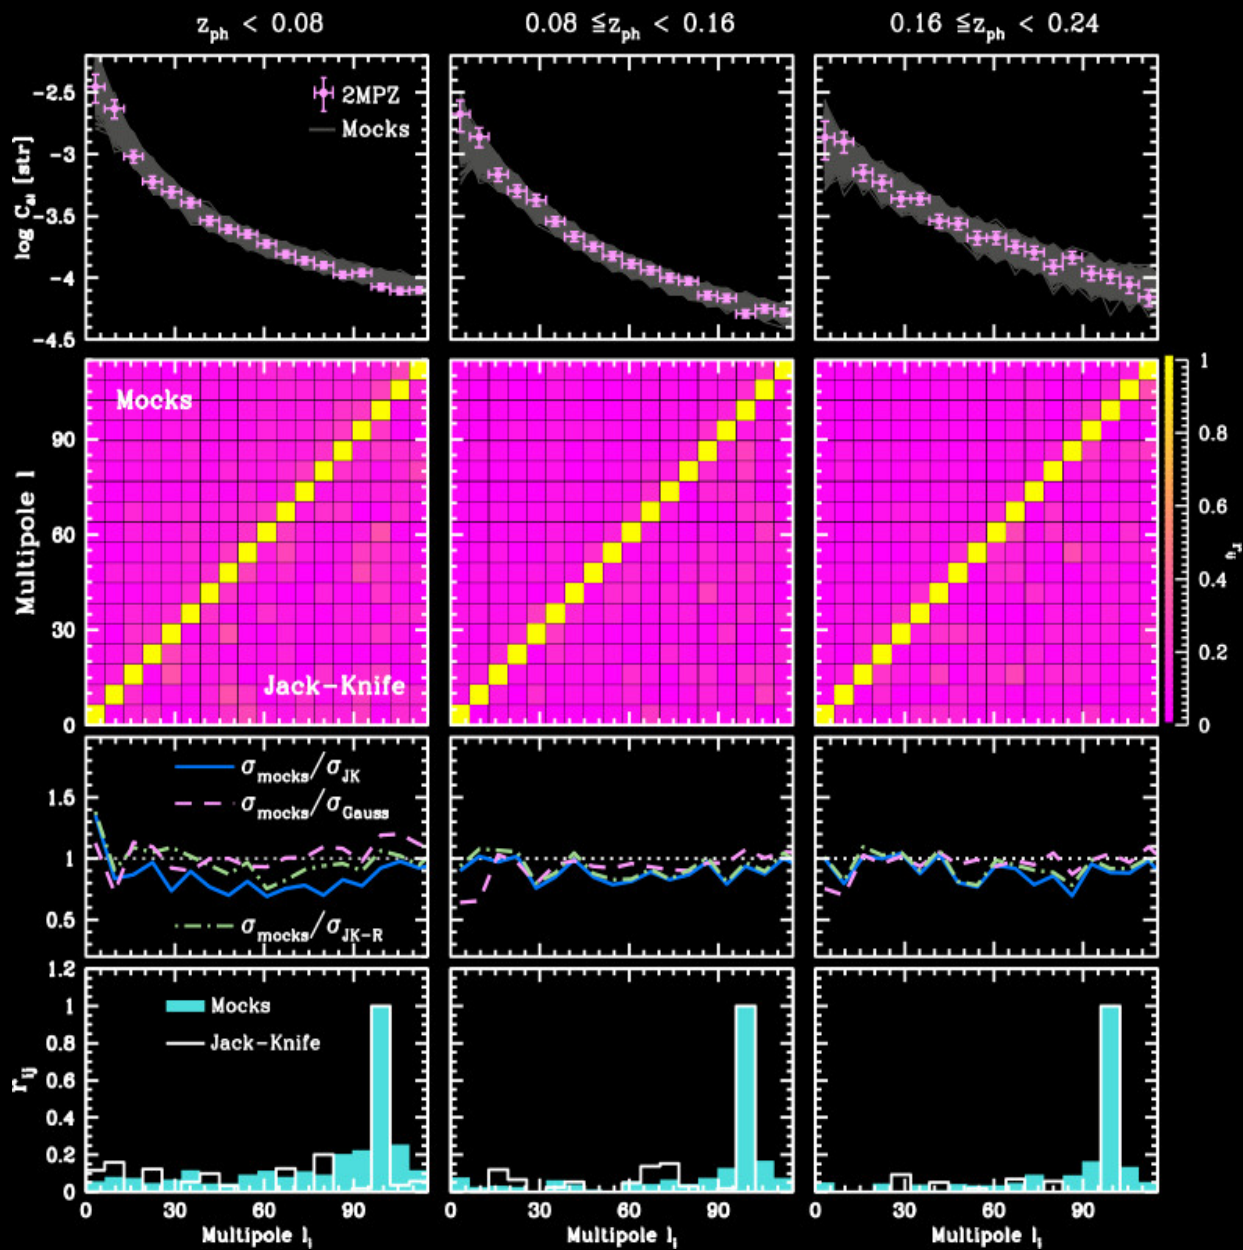 z_ph < 0.08
0.08 ≦z_ph < 0.16
0.16 ≦z_ph < 0.24
log C_al [str]
-2.5
-3
-3.5
-4
-4.5
2MPZ
Mocks
Multipole l
90
60
30
0
Mocks
Jack-Knife
1
0.8
0.6
0.4
0.2
0
r_ij
1.5
1
0.5
σ_mocks/σ_JK
σ_mocks/σ_Gauss
σ_mocks/σ_JK-R
r_ij
1.2
1
0.8
0.6
0.4
0.2
0
Mocks
Jack-Knife
0 30 60 90
0 30 60 90
0 30 60 90
Multipole l_i
Multipole l_i
Multipole l_i